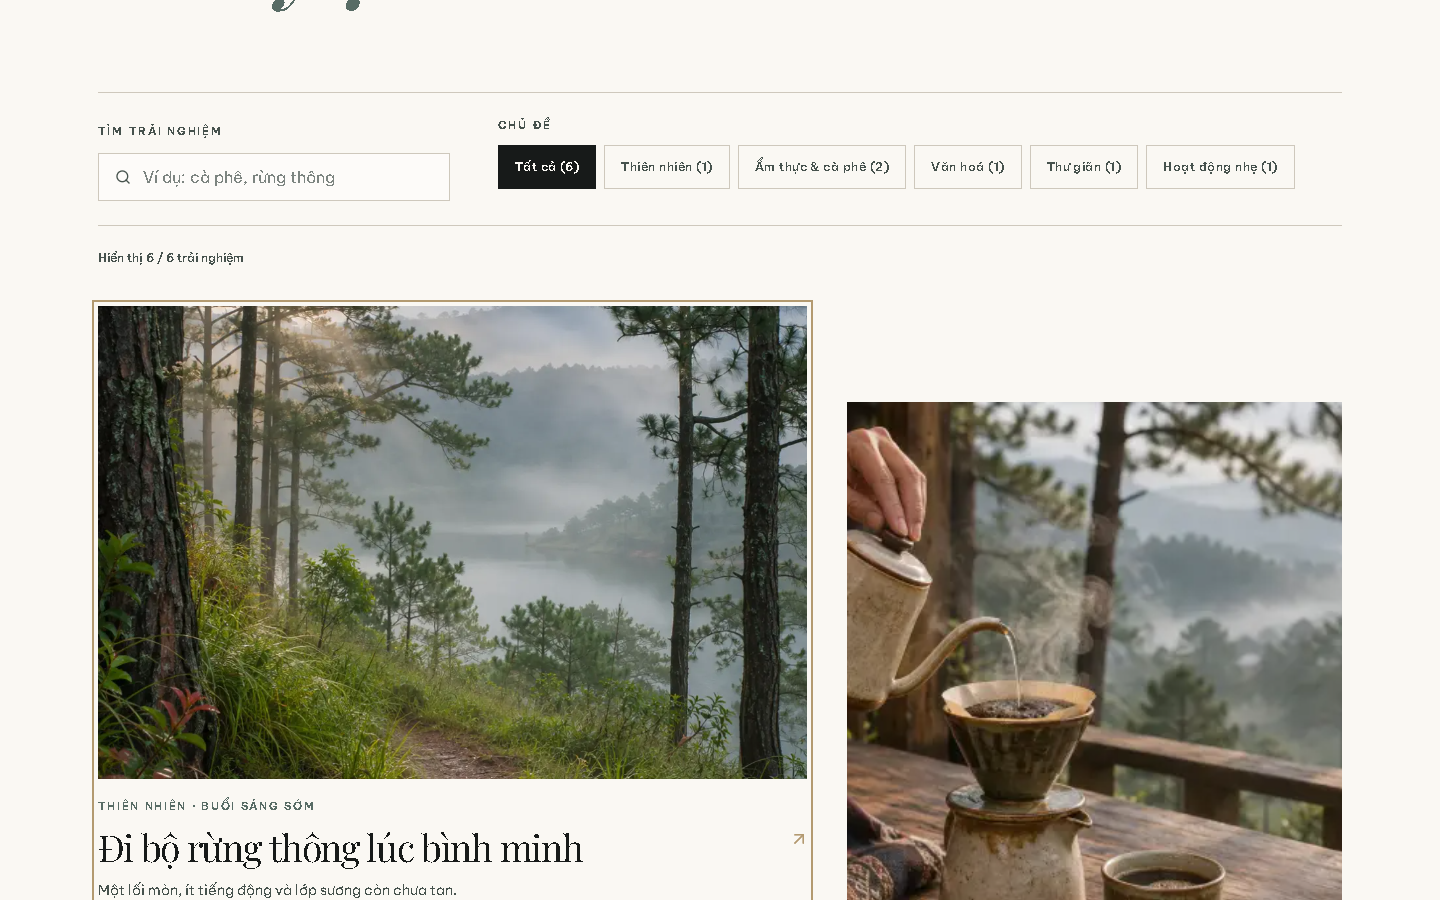 TÌM TRẢI NGHIỆM
Ví dụ: cà phê, rừng thông
CHỦ ĐỀ
Tất cả (6)
Thiên nhiên (1)
Ẩm thực & cà phê (2)
Văn hoá (1)
Thư giãn (1)
Hoạt động nhẹ (1)
Hiển thị 6 / 6 trải nghiệm
THIÊN NHIÊN · BUỔI SÁNG SỚM
Đi bộ rừng thông lúc bình minh
Một lối mòn, ít tiếng động và lớp sương còn chưa tan.